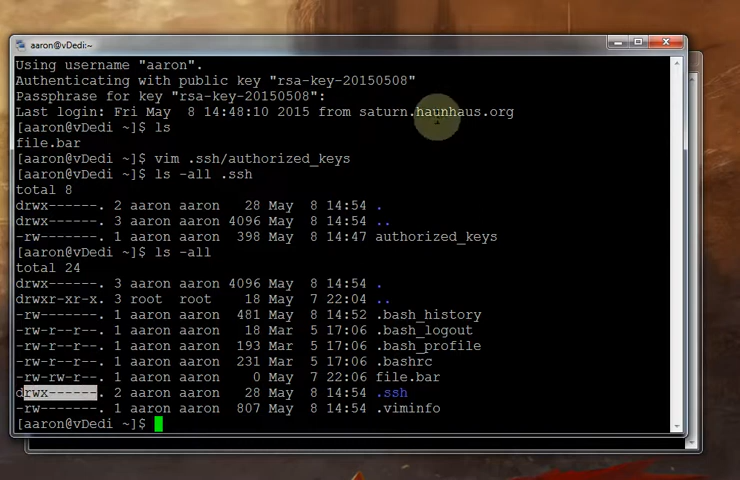 aaron@vDedi:~
Using username "aaron".
Authenticating with public key "rsa-key-20150508"
Passphrase for key "rsa-key-20150508":
Last login: Fri May  8 14:48:10 2015 from saturn.haunhaus.org
[aaron@vDedi ~]$ ls
file.bar
[aaron@vDedi ~]$ vim .ssh/authorized_keys
[aaron@vDedi ~]$ ls -all .ssh
total 8
drwx------. 2 aaron aaron   28 May  8 14:54 .
drwx------. 3 aaron aaron 4096 May  8 14:54 ..
-rw-------. 1 aaron aaron  398 May  8 14:47 authorized_keys
[aaron@vDedi ~]$ ls -all
total 24
drwx------. 3 aaron aaron 4096 May  8 14:54 .
drwxr-xr-x. 3 root  root    18 May  7 22:04 ..
-rw-------. 1 aaron aaron  481 May  8 14:52 .bash_history
-rw-r--r--. 1 aaron aaron   18 Mar  5 17:06 .bash_logout
-rw-r--r--. 1 aaron aaron  193 Mar  5 17:06 .bash_profile
-rw-r--r--. 1 aaron aaron  231 Mar  5 17:06 .bashrc
-rw-rw-r--. 1 aaron aaron    0 May  7 22:06 file.bar
drwx------. 2 aaron aaron   28 May  8 14:54 .ssh
-rw-------. 1 aaron aaron  807 May  8 14:54 .viminfo
[aaron@vDedi ~]$